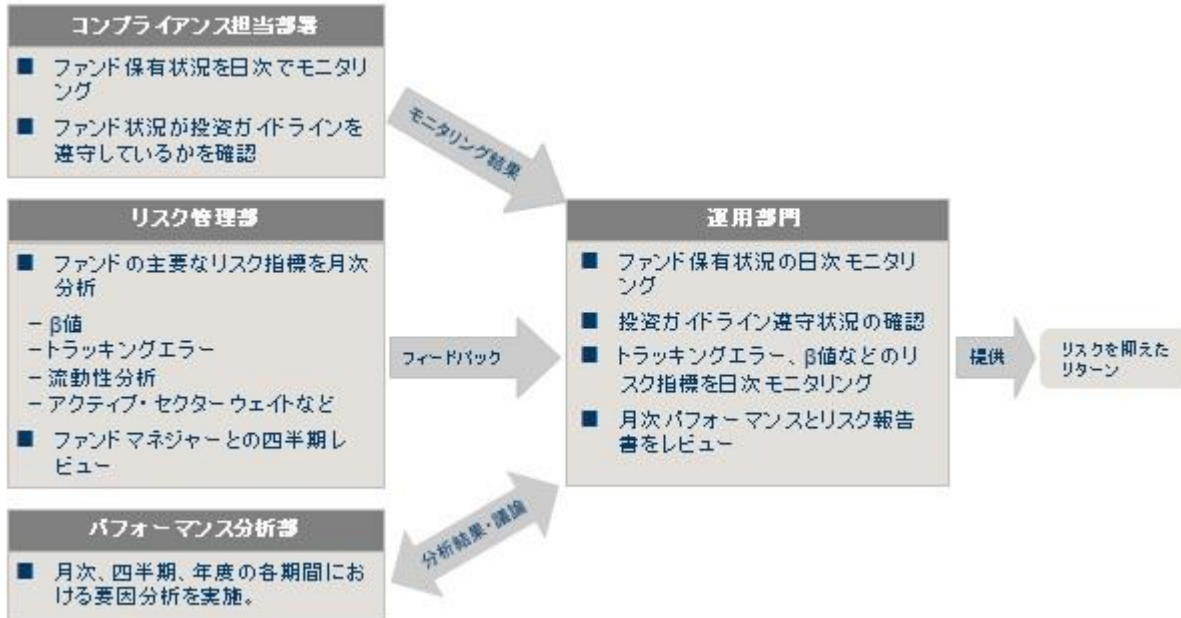 コンプライアンス担当部署
■ ファンド保有状況を日次でモニタリ
ング
■ ファンド状況が投資ガイドラインを
遵守しているかを確認
モニタリング結果
リスク管理部
■ ファンドの主要なリスク指標を月次
分析
－β値
－トラッキングエラー
－流動性分析
－アクティブ・セクターウェイトなど
■ ファンドマネジャーとの四半期レ
ビュー
フィードバック
パフォーマンス分析部
■ 月次、四半期、年度の各期間にお
ける要因分析を実施。
分析結果・議論
運用部門
■ ファンド保有状況の日次モニタリ
ング
■ 投資ガイドライン遵守状況の確認
■ トラッキングエラー、β値などのリ
スク指標を日次モニタリング
■ 月次パフォーマンスとリスク報告
書をレビュー
提供
リスクを抑えた
リターン